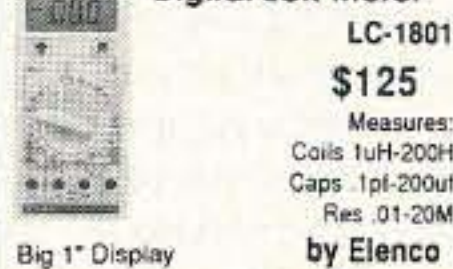 Digital LCR Meter
LC-1801
$125
Measures:
Coils 1uH-200H
Caps .1pf-200uf
Res .01-20M
Big 1" Display
by Elenco